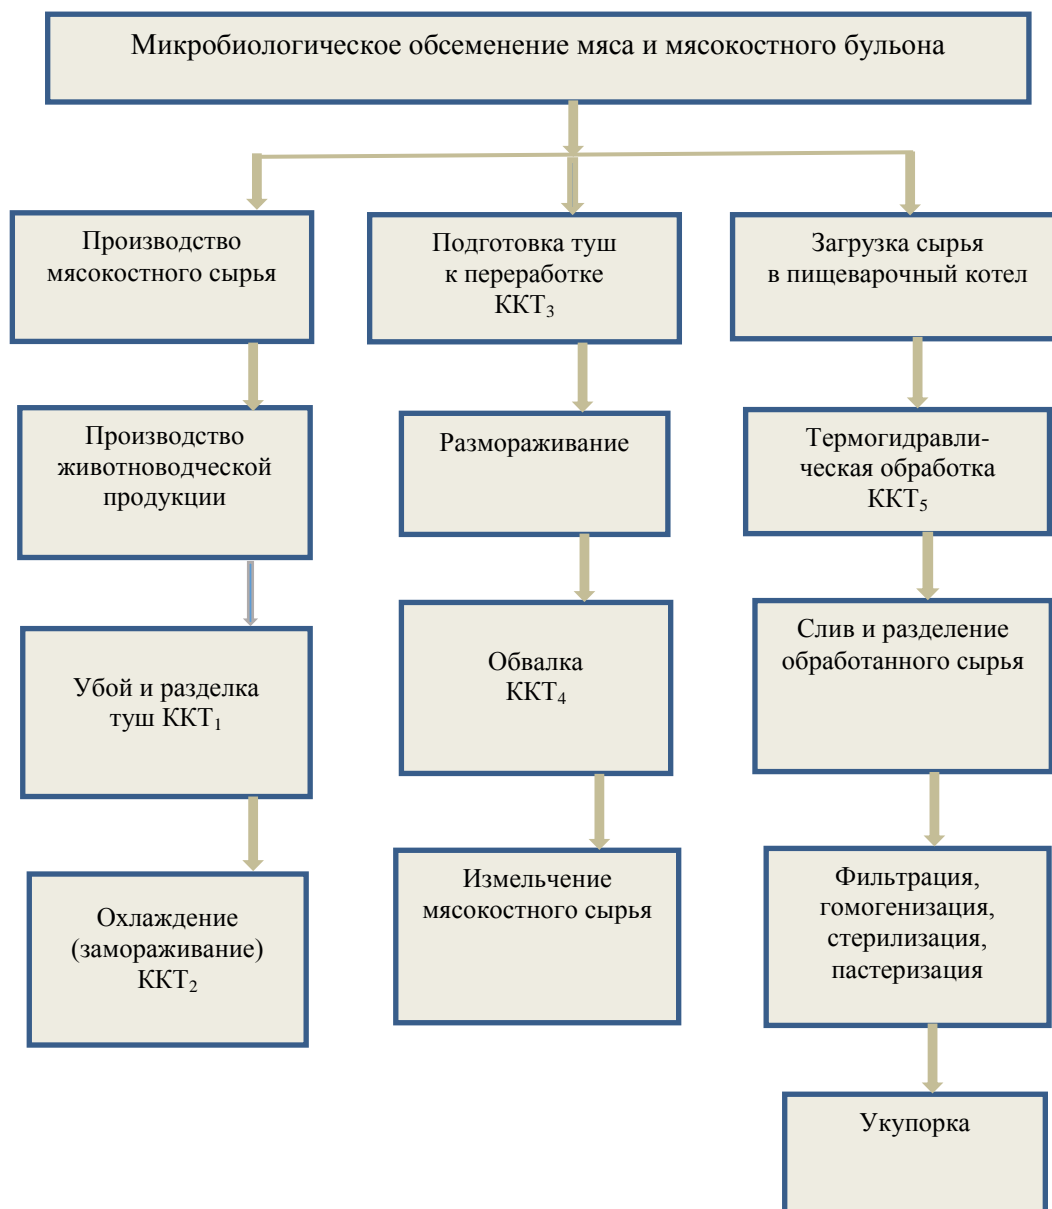 Микробиологическое обсеменение мяса и мясокостного бульона
Производство
мясокостного сырья
Производство
животноводческой
продукции
Убой и разделка
туш ККТ₁
Охлаждение
(замораживание)
ККТ₂
Подготовка туш
к переработке
ККТ₃
Размораживание
Обвалка
ККТ₄
Измельчение
мясокостного сырья
Загрузка сырья
в пищеварочный котел
Термогидравли-
ческая обработка
ККТ₅
Слив и разделение
обработанного сырья
Фильтрация,
гомогенизация,
стерилизация,
пастеризация
Укупорка